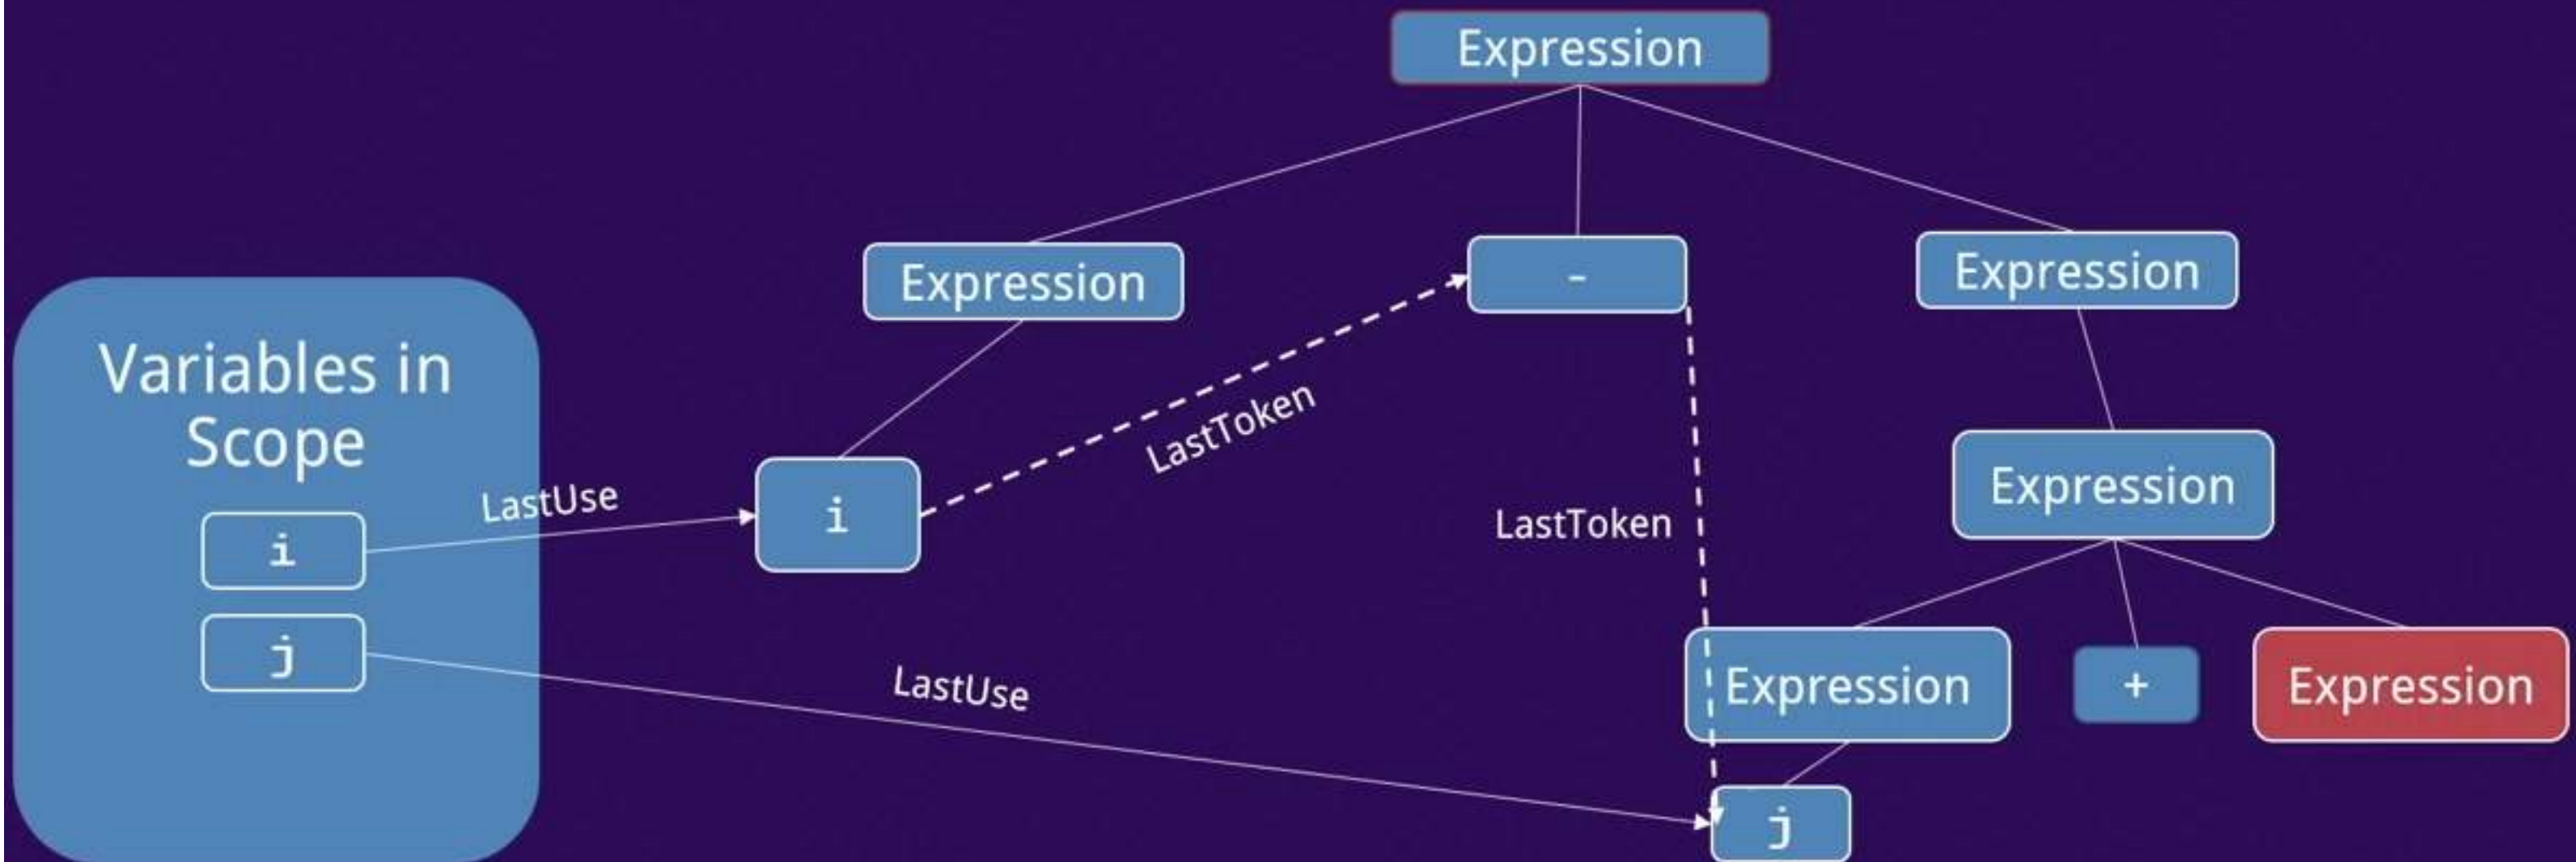 Expression
Expression
-
Expression
Variables in
Scope
LastToken
Expression
LastUse
i
i
LastToken
j
LastUse
Expression
+
Expression
j